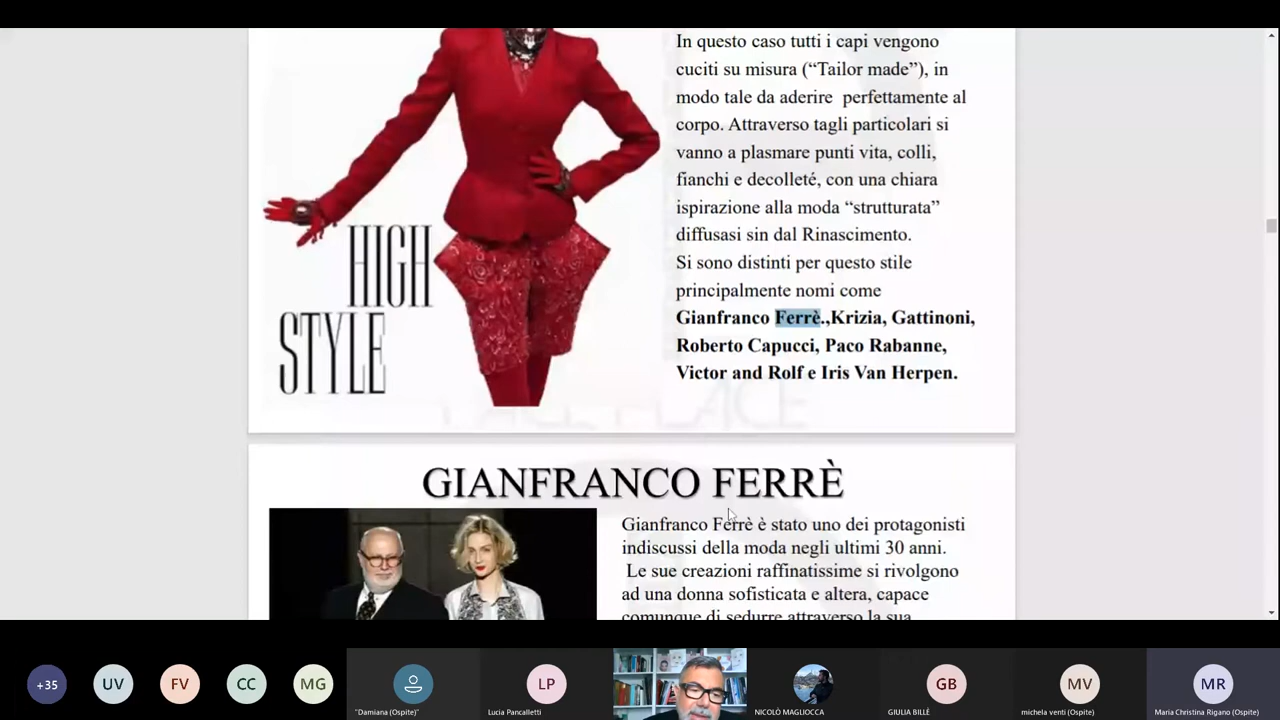 In questo caso tutti i capi vengono
cuciti su misura (“Tailor made”), in
modo tale da aderire perfettamente al
corpo. Attraverso tagli particolari si
vanno a plasmare punti vita, colli,
fianchi e decolleté, con una chiara
ispirazione alla moda “strutturata”
diffusasi sin dal Rinascimento.
Si sono distinti per questo stile
principalmente nomi come
Gianfranco Ferrè.,Krizia, Gattinoni,
Roberto Capucci, Paco Rabanne,
Victor and Rolf e Iris Van Herpen.
HIGH
STYLE
GIANFRANCO FERRÈ
Gianfranco Ferrè è stato uno dei protagonisti
indiscussi della moda negli ultimi 30 anni.
Le sue creazioni raffinatissime si rivolgono
ad una donna sofisticata e altera, capace
comunque di sedurre attraverso la sua
+35
UV
FV
CC
MG
"Damiana (Ospite)"
LP
Lucia Pancalletti
NICOLÒ MAGLIOCCA
GB
GIULIA BILLÈ
MV
michela venti (Ospite)
MR
Maria Christina Rigano (Ospite)